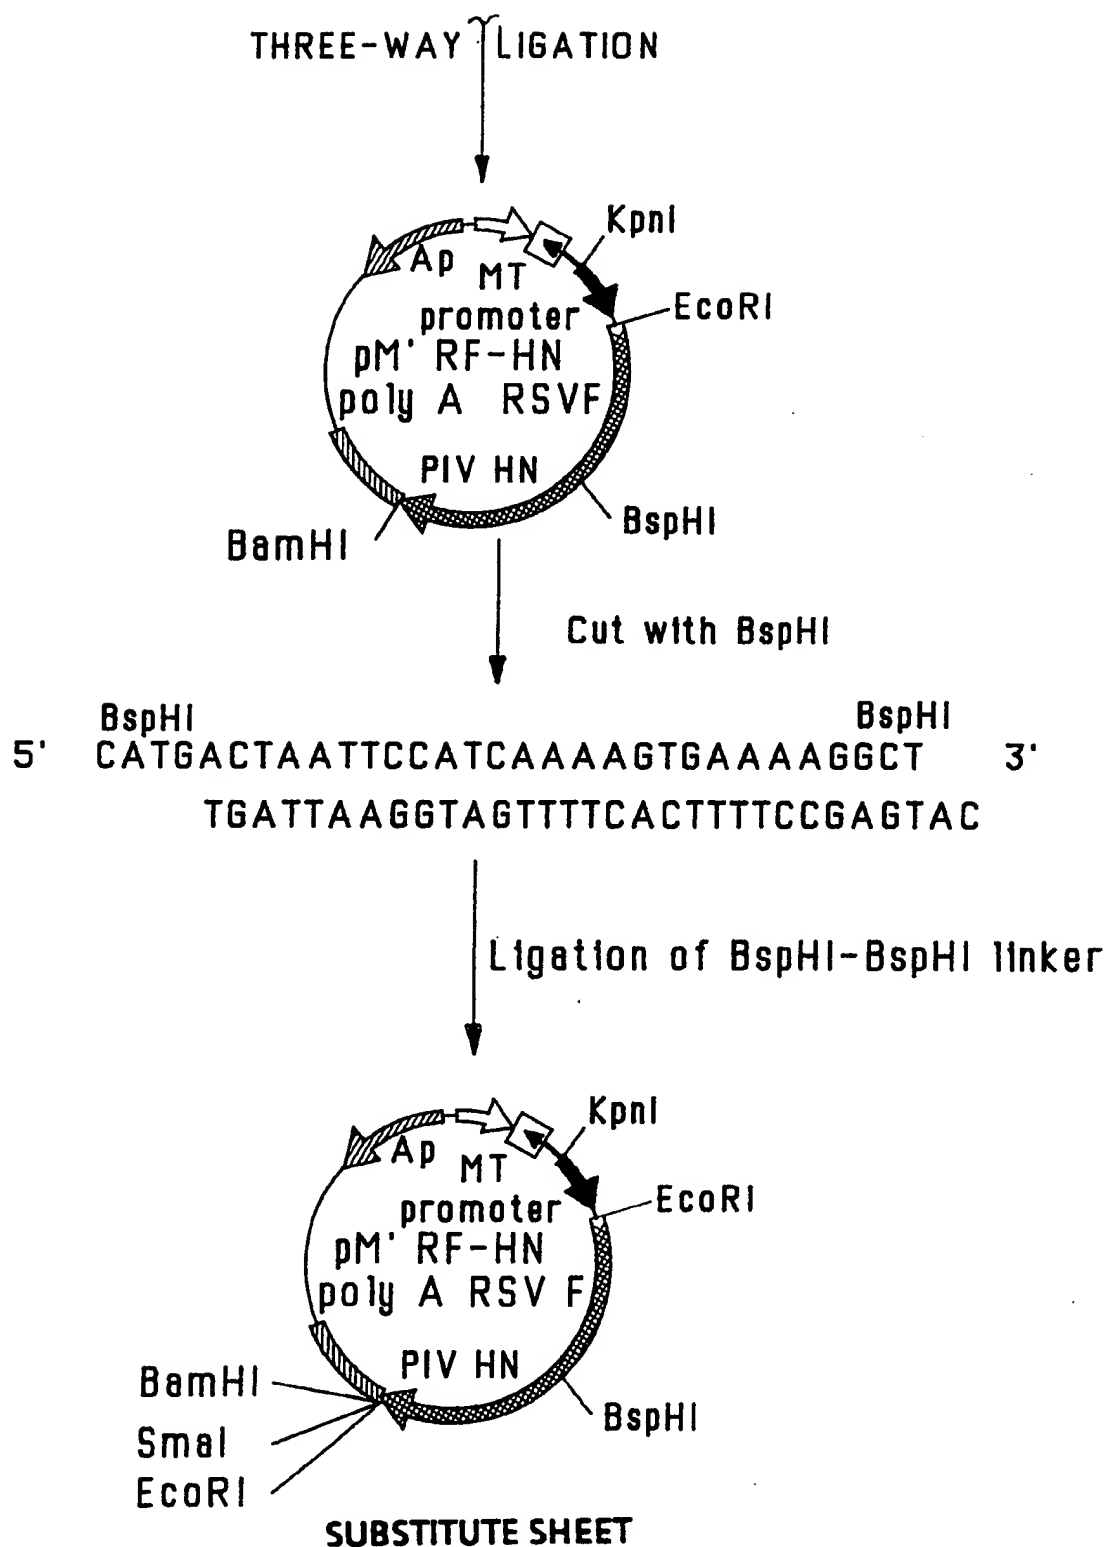 THREE-WAY LIGATION
KpnI
Ap
MT
promoter
EcoRI
pM' RF-HN
poly A RSVF
PIV HN
BspHI
BamHI
Cut with BspHI
BspHI BspHI
5' CATGACTAATTCCATCAAAAGTGAAAAGGCT 3'
TGATTAAGGTAGTTTTCACTTTTCCGAGTAC
Ligation of BspHI-BspHI linker
KpnI
Ap
MT
promoter
EcoRI
pM' RF-HN
poly A RSV F
PIV HN
BamHI
BspHI
SmaI
EcoRI
SUBSTITUTE SHEET